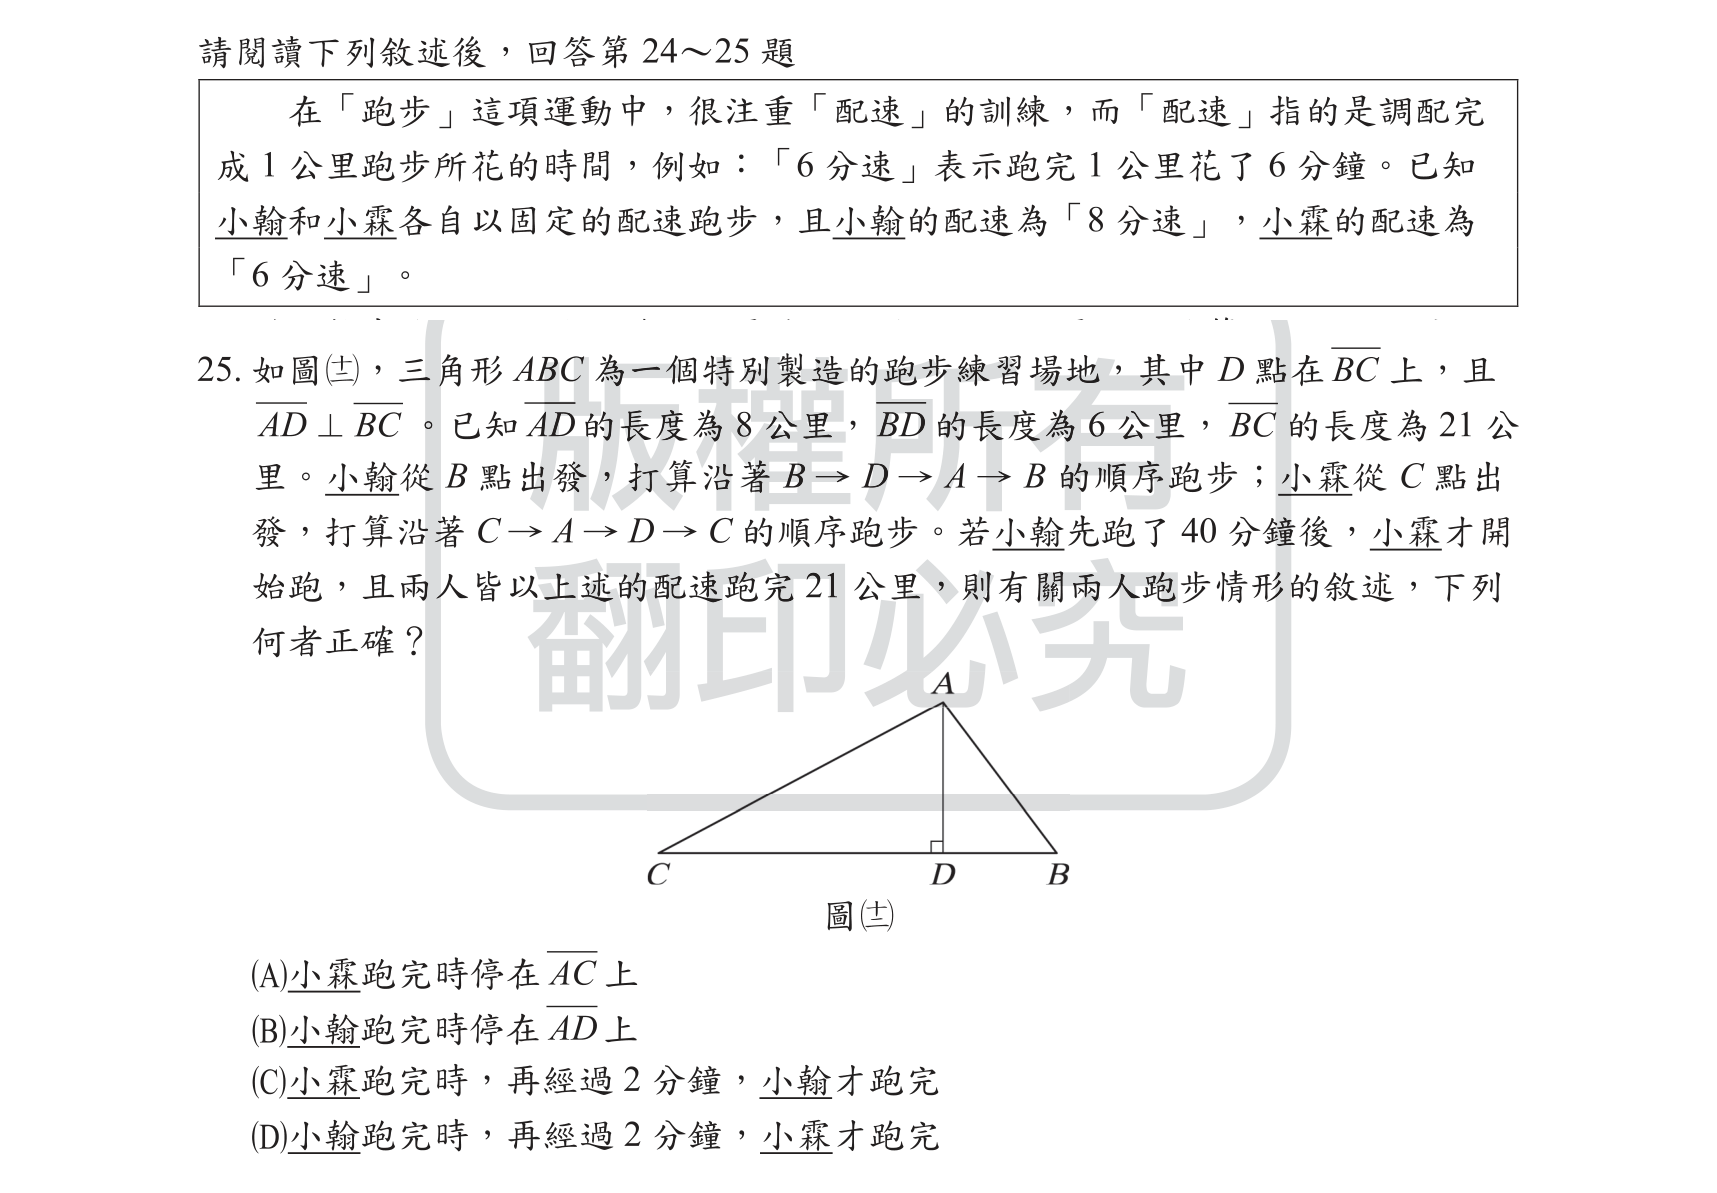 請閱讀下列敘述後，回答第 24～25 題
在「跑步」這項運動中，很注重「配速」的訓練，而「配速」指的是調配完
成 1 公里跑步所花的時間，例如：「6 分速」表示跑完 1 公里花了 6 分鐘。已知
小翰和小霖各自以固定的配速跑步，且小翰的配速為「8 分速」，小霖的配速為
「6 分速」。
25. 如圖㈩二，三角形 ABC 為一個特別製造的跑步練習場地，其中 D 點在 BC 上，且
AD ⊥ BC 。已知 AD 的長度為 8 公里，BD 的長度為 6 公里，BC 的長度為 21 公
里。小翰從 B 點出發，打算沿著 B → D → A → B 的順序跑步；小霖從 C 點出
發，打算沿著 C → A → D → C 的順序跑步。若小翰先跑了 40 分鐘後，小霖才開
始跑，且兩人皆以上述的配速跑完 21 公里，則有關兩人跑步情形的敘述，下列
何者正確？
版權所有
翻印必究
A
C D B
圖(十二)
(A)小霖跑完時停在 AC 上
(B)小翰跑完時停在 AD 上
(C)小霖跑完時，再經過 2 分鐘，小翰才跑完
(D)小翰跑完時，再經過 2 分鐘，小霖才跑完